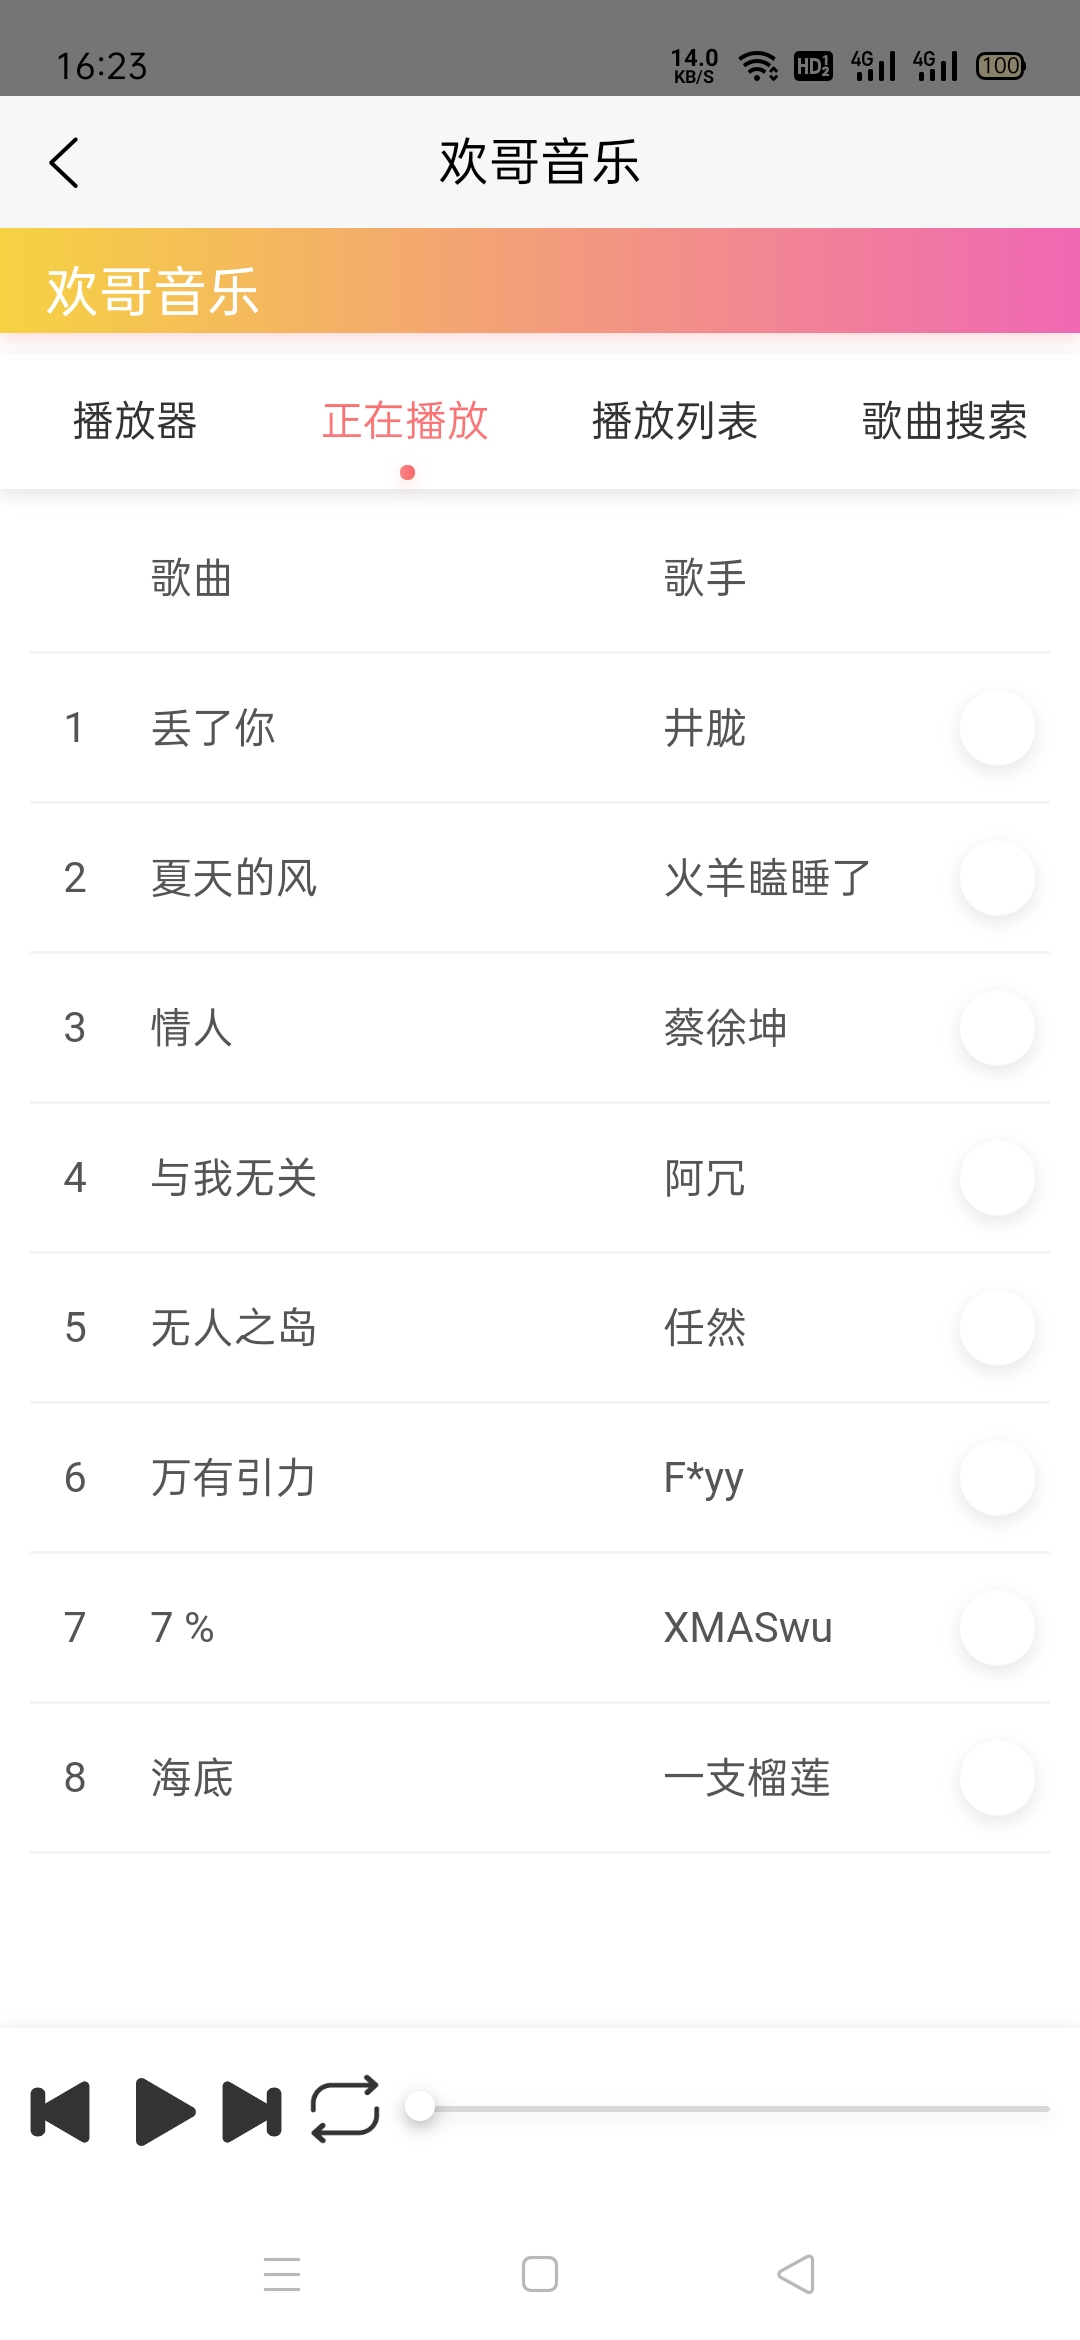 16:23
14.0 KB/S HD 1 2 4G 4G 100
欢哥音乐
欢哥音乐
播放器 正在播放 播放列表 歌曲搜索
歌曲 歌手
1 丢了你 井胧
2 夏天的风 火羊瞌睡了
3 情人 蔡徐坤
4 与我无关 阿冗
5 无人之岛 任然
6 万有引力 F*yy
7 7 % XMASwu
8 海底 一支榴莲